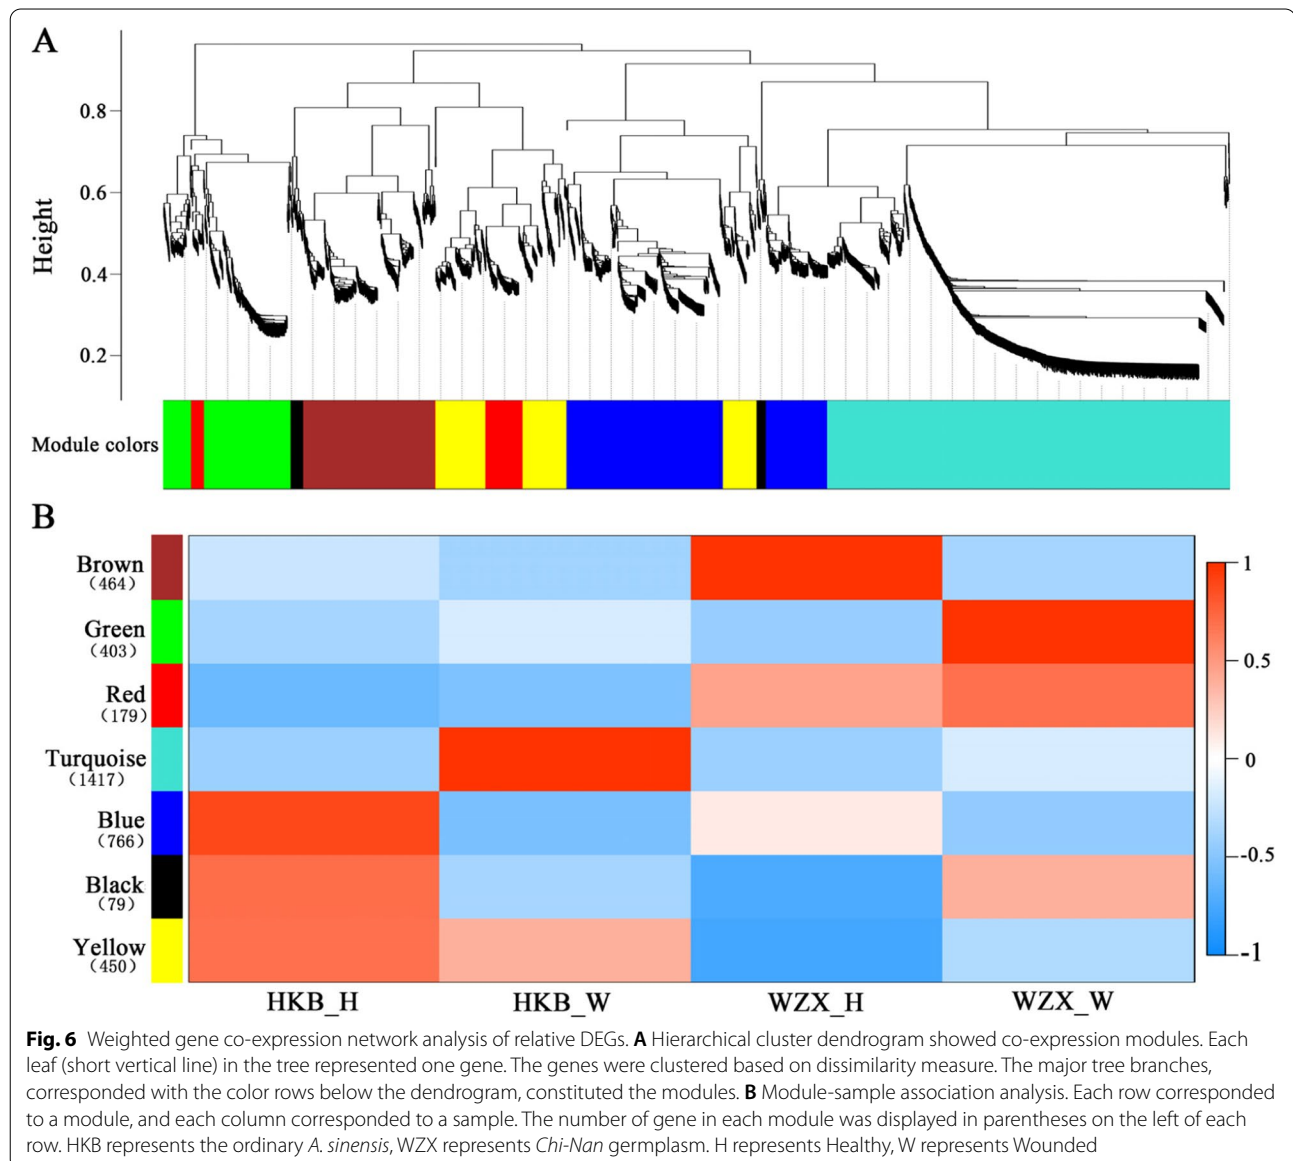 A
Height
0.8
0.6
0.4
0.2
Module colors
B
Brown
（464）
Green
（403）
Red
（179）
Turquoise
（1417）
Blue
（766）
Black
（79）
Yellow
（450）
1
0.5
0
-0.5
-1
HKB_H HKB_W WZX_H WZX_W
Fig. 6 Weighted gene co-expression network analysis of relative DEGs. A Hierarchical cluster dendrogram showed co-expression modules. Each
leaf (short vertical line) in the tree represented one gene. The genes were clustered based on dissimilarity measure. The major tree branches,
corresponded with the color rows below the dendrogram, constituted the modules. B Module-sample association analysis. Each row corresponded
to a module, and each column corresponded to a sample. The number of gene in each module was displayed in parentheses on the left of each
row. HKB represents the ordinary A. sinensis, WZX represents Chi-Nan germplasm. H represents Healthy, W represents Wounded